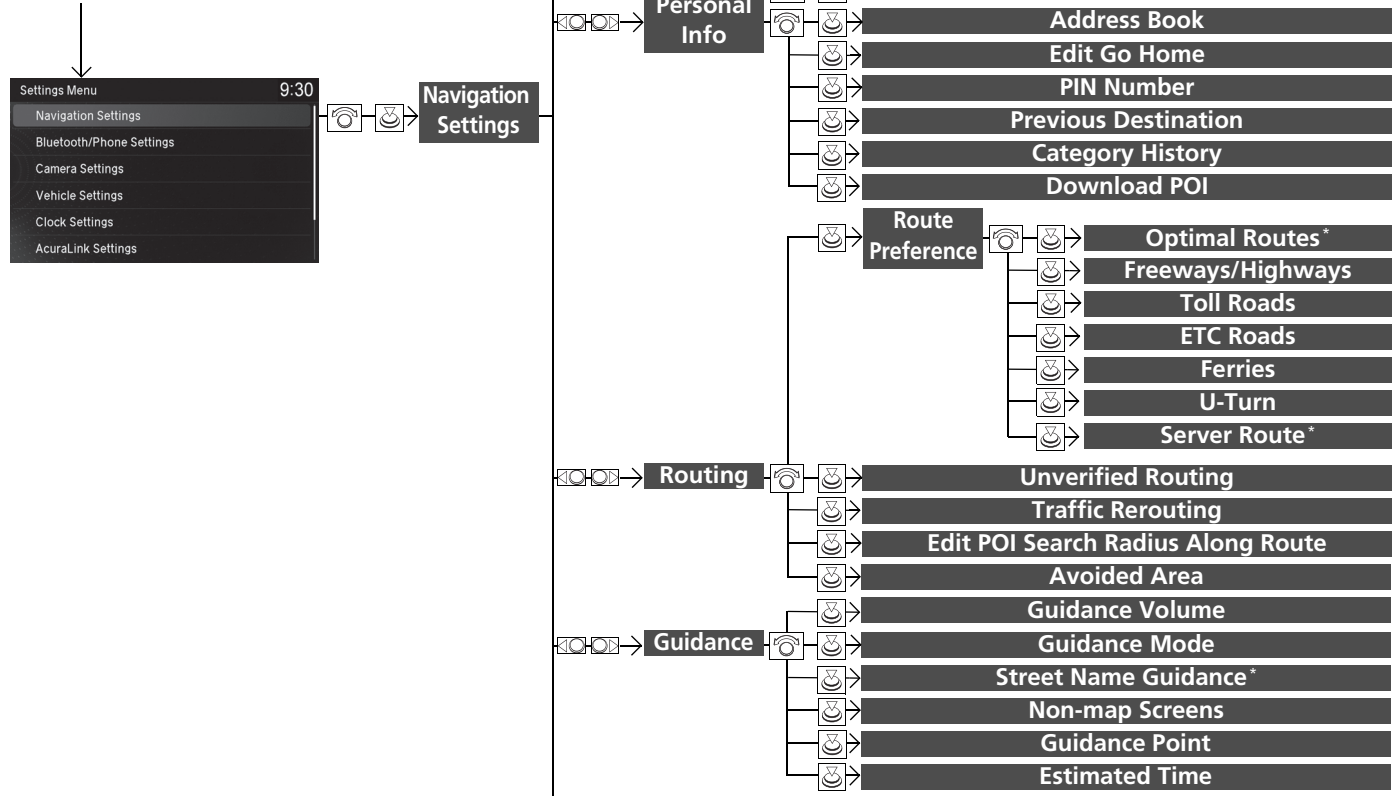 Personal
Info
Address Book
Edit Go Home
PIN Number
Previous Destination
Category History
Download POI
Settings Menu 9:30
Navigation Settings
Bluetooth/Phone Settings
Camera Settings
Vehicle Settings
Clock Settings
AcuraLink Settings
Navigation
Settings
Route
Preference
Optimal Routes*
Freeways/Highways
Toll Roads
ETC Roads
Ferries
U-Turn
Server Route*
Routing
Unverified Routing
Traffic Rerouting
Edit POI Search Radius Along Route
Avoided Area
Guidance
Guidance Volume
Guidance Mode
Street Name Guidance*
Non-map Screens
Guidance Point
Estimated Time